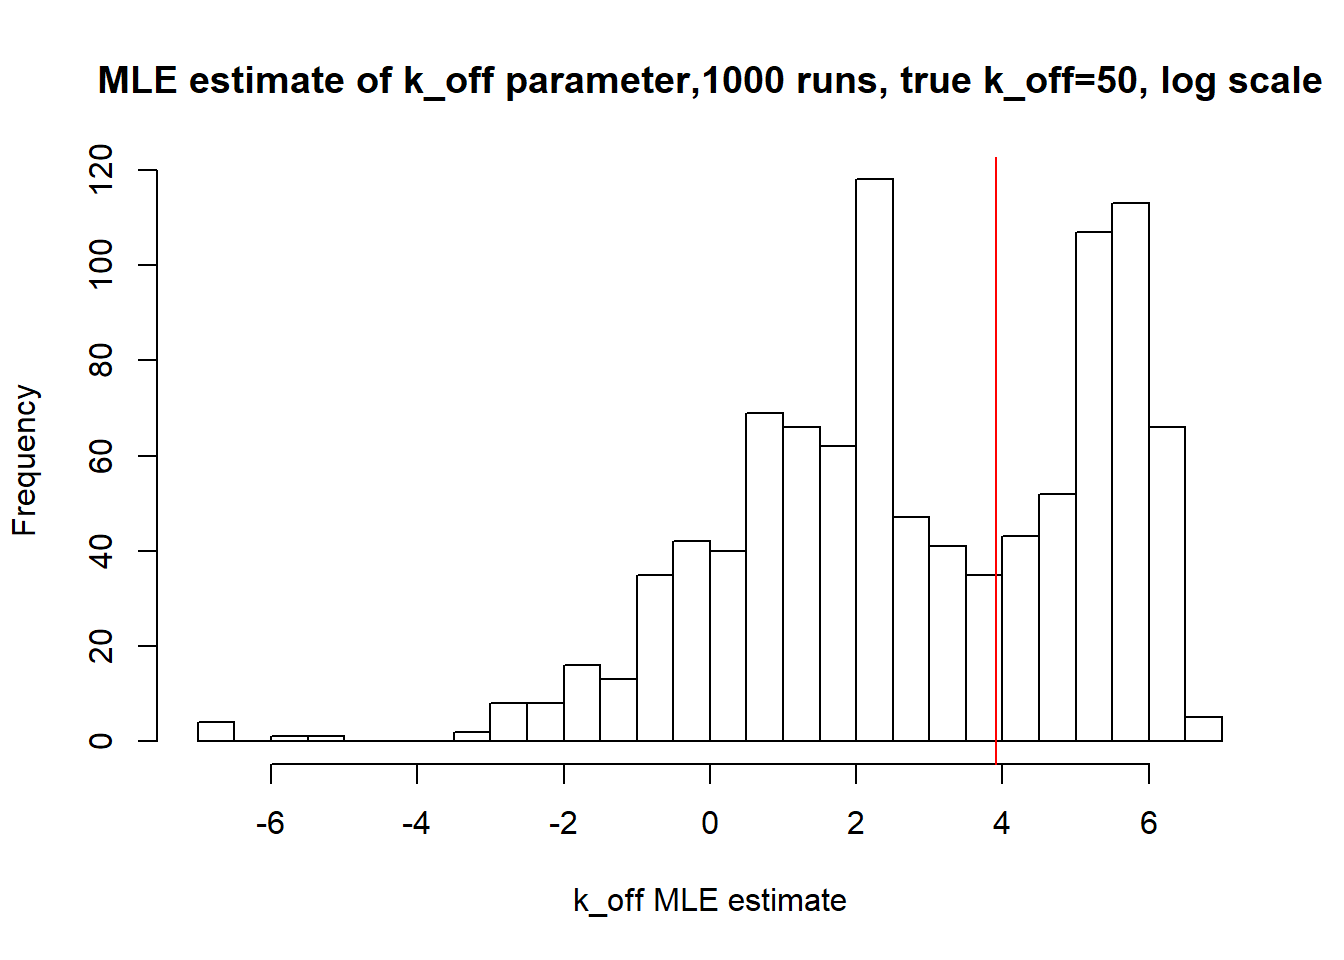 MLE estimate of k_off parameter,1000 runs, true k_off=50, log scale
120
100
80
60
40
20
0
Frequency
-6 -4 -2 0 2 4 6
k_off MLE estimate